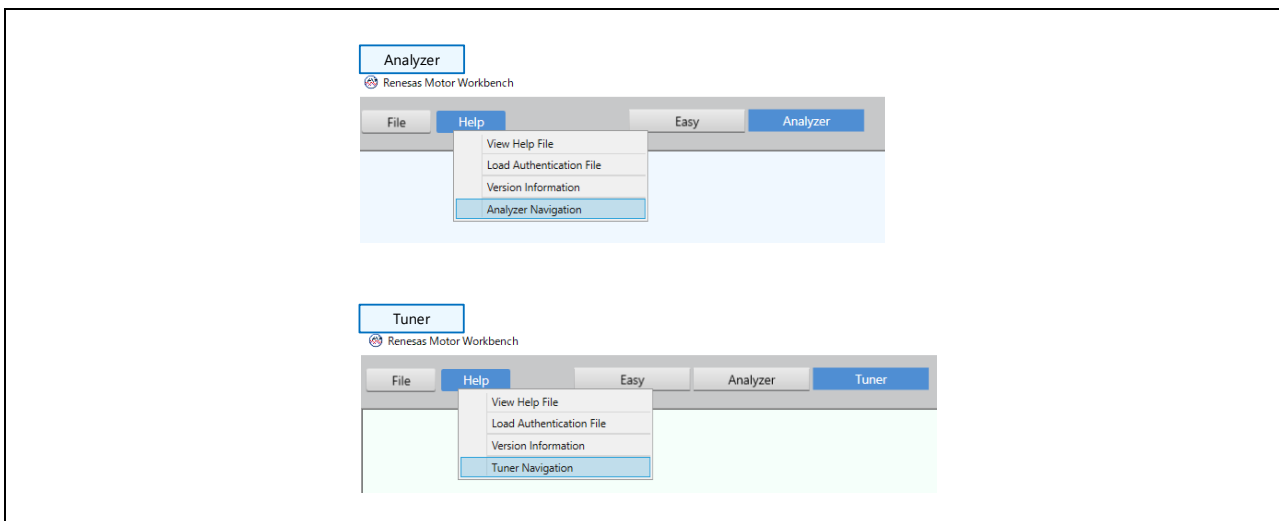 Analyzer
Renesas Motor Workbench
File Help Easy Analyzer
View Help File
Load Authentication File
Version Information
Analyzer Navigation
Tuner
Renesas Motor Workbench
File Help Easy Analyzer Tuner
View Help File
Load Authentication File
Version Information
Tuner Navigation